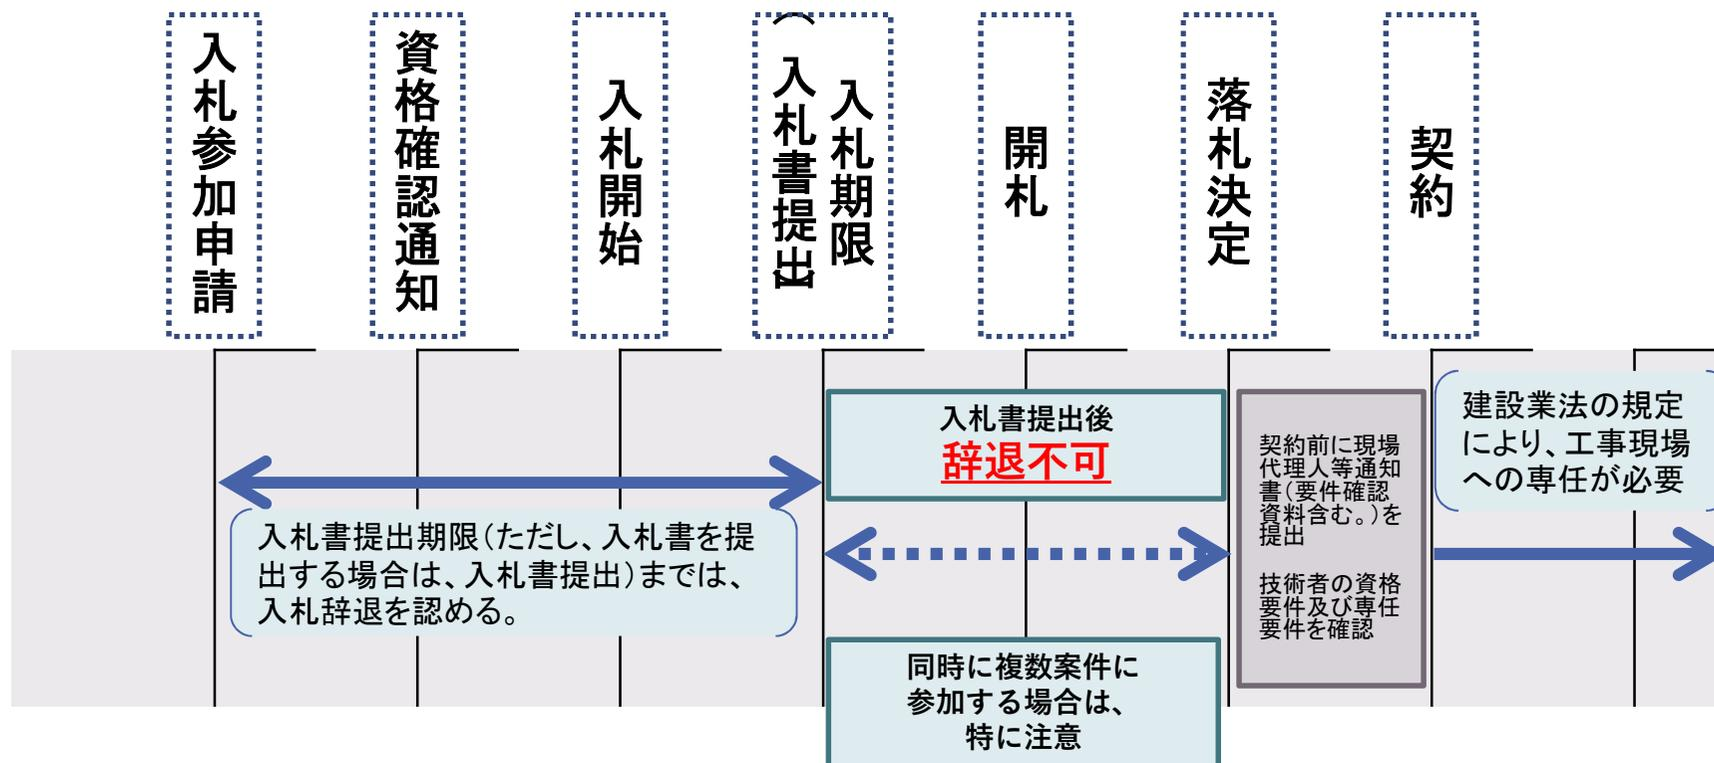 入札参加申請
資格確認通知
入札開始
入札期限
（入札書提出）
開札
落札決定
契約
入札書提出後
辞退不可
契約前に現場
代理人等通知
書（要件確認
資料含む。）を
提出
技術者の資格
要件及び専任
要件を確認
建設業法の規定
により、工事現場
への専任が必要
入札書提出期限（ただし、入札書を提
出する場合は、入札書提出）までは、
入札辞退を認める。
同時に複数案件に
参加する場合は、
特に注意